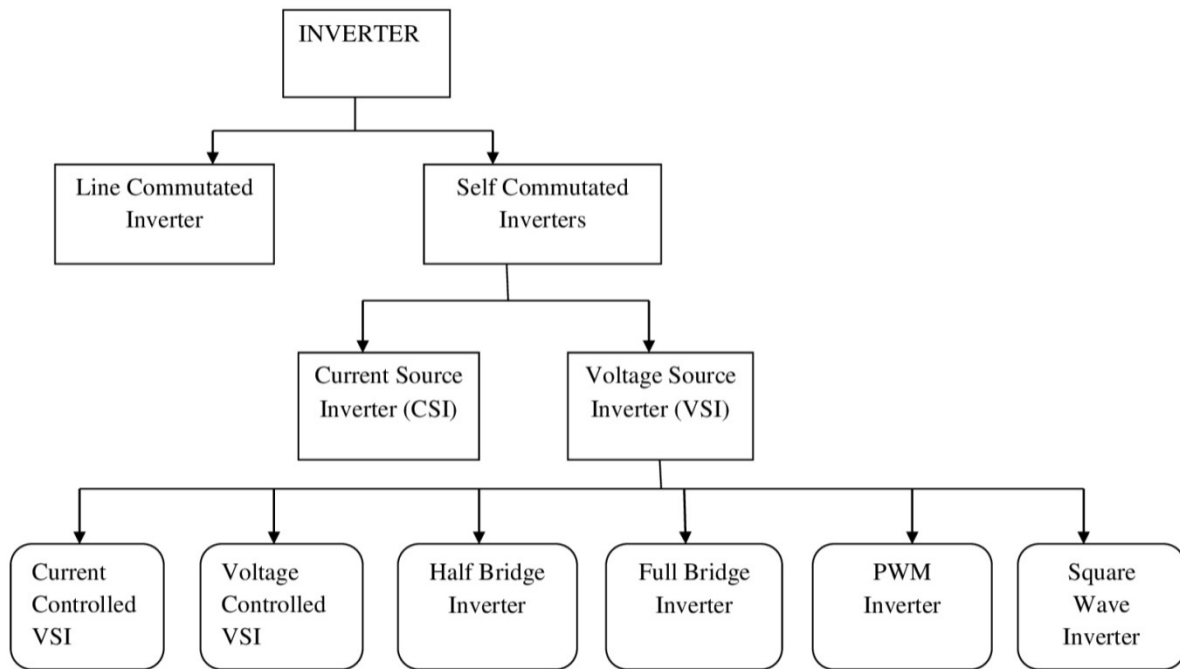 INVERTER
Line Commutated
Inverter
Self Commutated
Inverters
Current Source
Inverter (CSI)
Voltage Source
Inverter (VSI)
Current
Controlled
VSI
Voltage
Controlled
VSI
Half Bridge
Inverter
Full Bridge
Inverter
PWM
Inverter
Square
Wave
Inverter